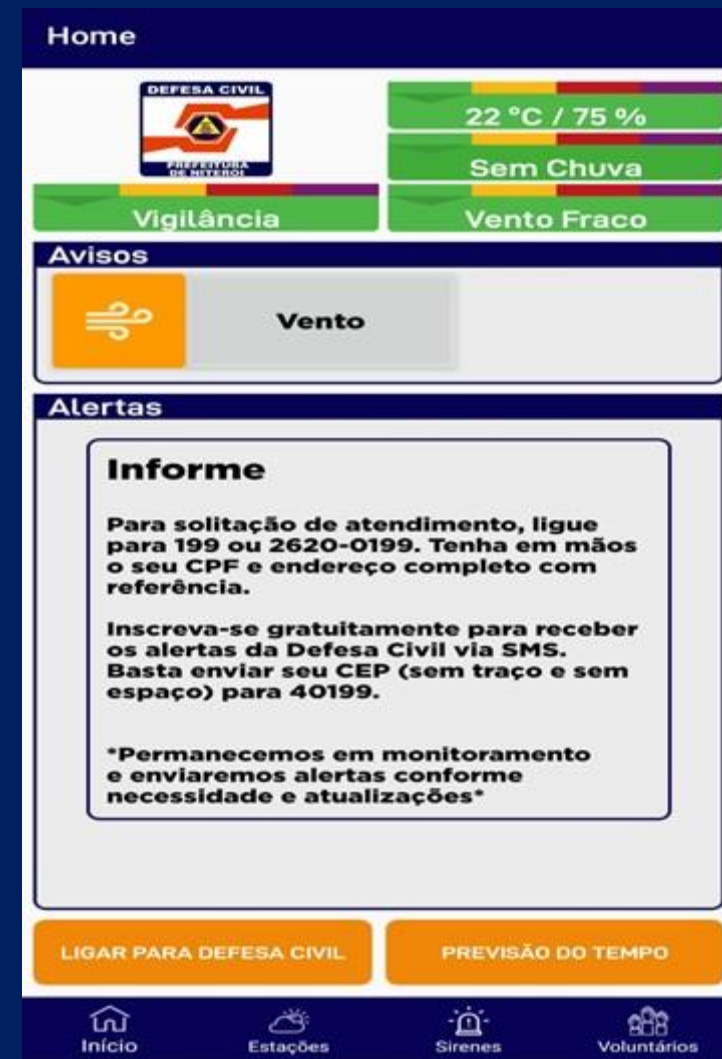 Home
DEFESA CIVIL
PREFEITURA
DE NITERÓI
22 °C / 75 %
Sem Chuva
Vigilância
Vento Fraco
Avisos
Vento
Alertas
Informe
Para solitação de atendimento, ligue
para 199 ou 2620-0199. Tenha em mãos
o seu CPF e endereço completo com
referência.
Inscreva-se gratuitamente para receber
os alertas da Defesa Civil via SMS.
Basta enviar seu CEP (sem traço e sem
espaço) para 40199.
*Permanecemos em monitoramento
e enviaremos alertas conforme
necessidade e atualizações*
LIGAR PARA DEFESA CIVIL
PREVISÃO DO TEMPO
Início
Estações
Sirenes
Voluntários